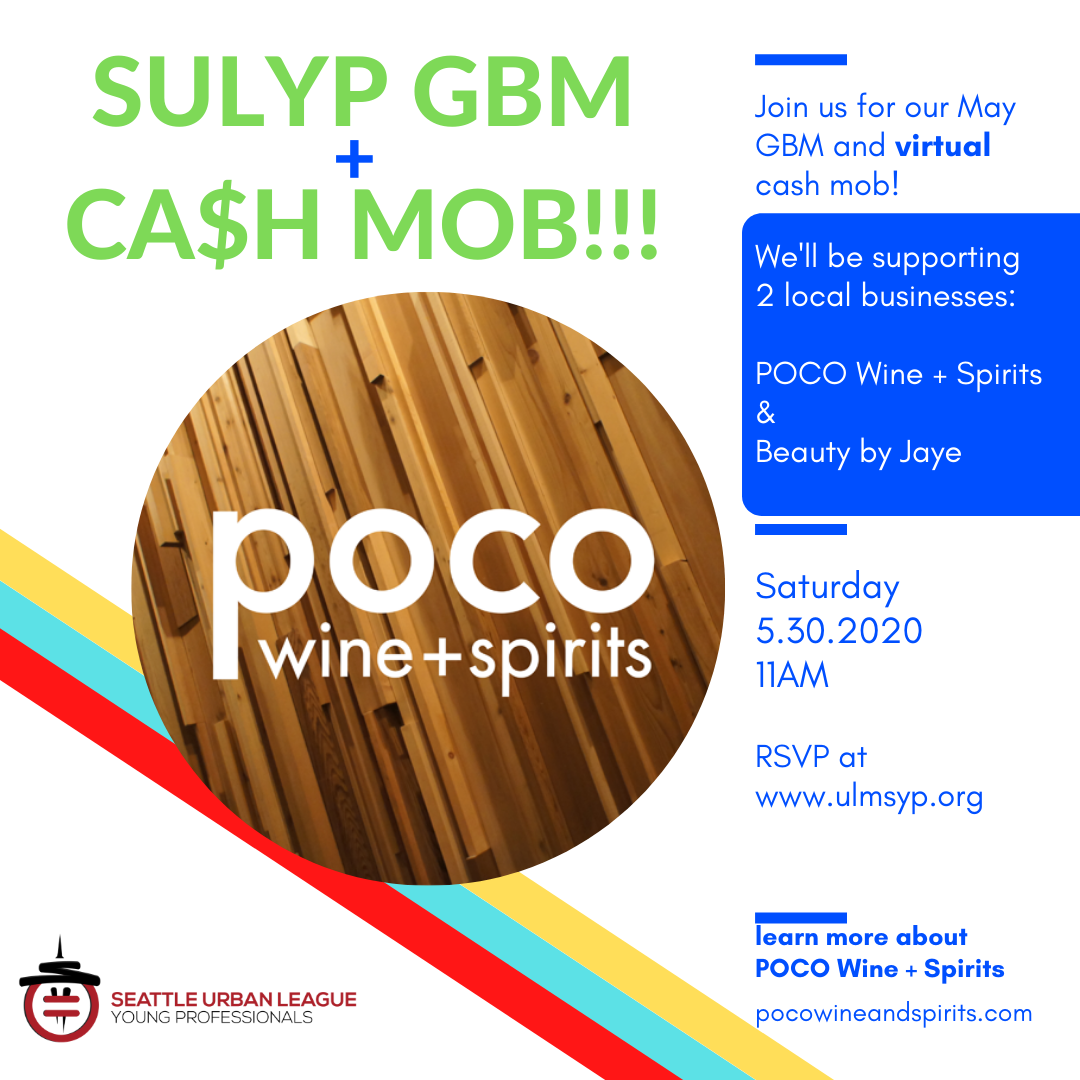 SULYP GBM
+
CA$H MOB!!!
poco
wine+spirits
SEATTLE URBAN LEAGUE
YOUNG PROFESSIONALS
Join us for our May
GBM and virtual
cash mob!
We'll be supporting
2 local businesses:
POCO Wine + Spirits
&
Beauty by Jaye
Saturday
5.30.2020
11AM
RSVP at
www.ulmsyp.org
learn more about
POCO Wine + Spirits
pocowineandspirits.com